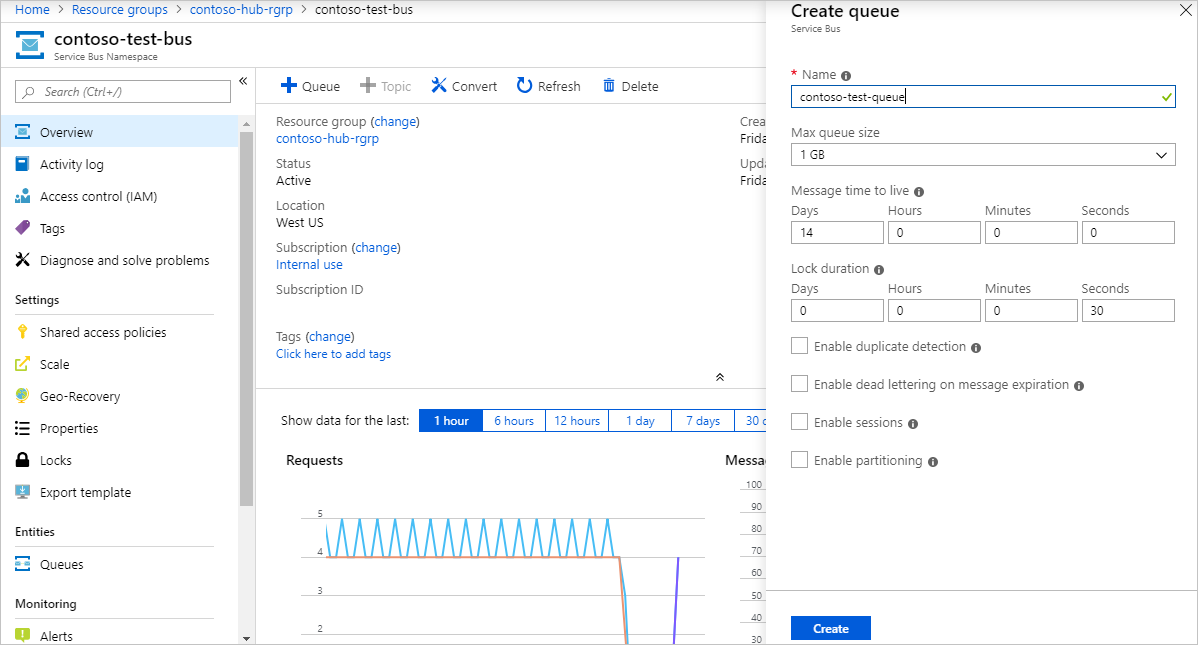 Home > Resource groups > contoso-hub-rgrp > contoso-test-bus
contoso-test-bus
Service Bus Namespace
Search (Ctrl+/)
Overview
Activity log
Access control (IAM)
Tags
Diagnose and solve problems
Settings
Shared access policies
Scale
Geo-Recovery
Properties
Locks
Export template
Entities
Queues
Monitoring
Alerts
Queue Topic Convert Refresh Delete
Resource group (change)
contoso-hub-rgrp
Status
Active
Location
West US
Subscription (change)
Internal use
Subscription ID
Tags (change)
Click here to add tags
Crea
Frida
Upda
Frida
Show data for the last: 1 hour 6 hours 12 hours 1 day 7 days 30 d
Requests
5
4
3
2
Messa
100
90
80
70
60
50
40
30
Create queue
Service Bus
* Name
contoso-test-queue
Max queue size
1 GB
Message time to live
Days Hours Minutes Seconds
14 0 0 0
Lock duration
Days Hours Minutes Seconds
0 0 0 30
Enable duplicate detection
Enable dead lettering on message expiration
Enable sessions
Enable partitioning
Create